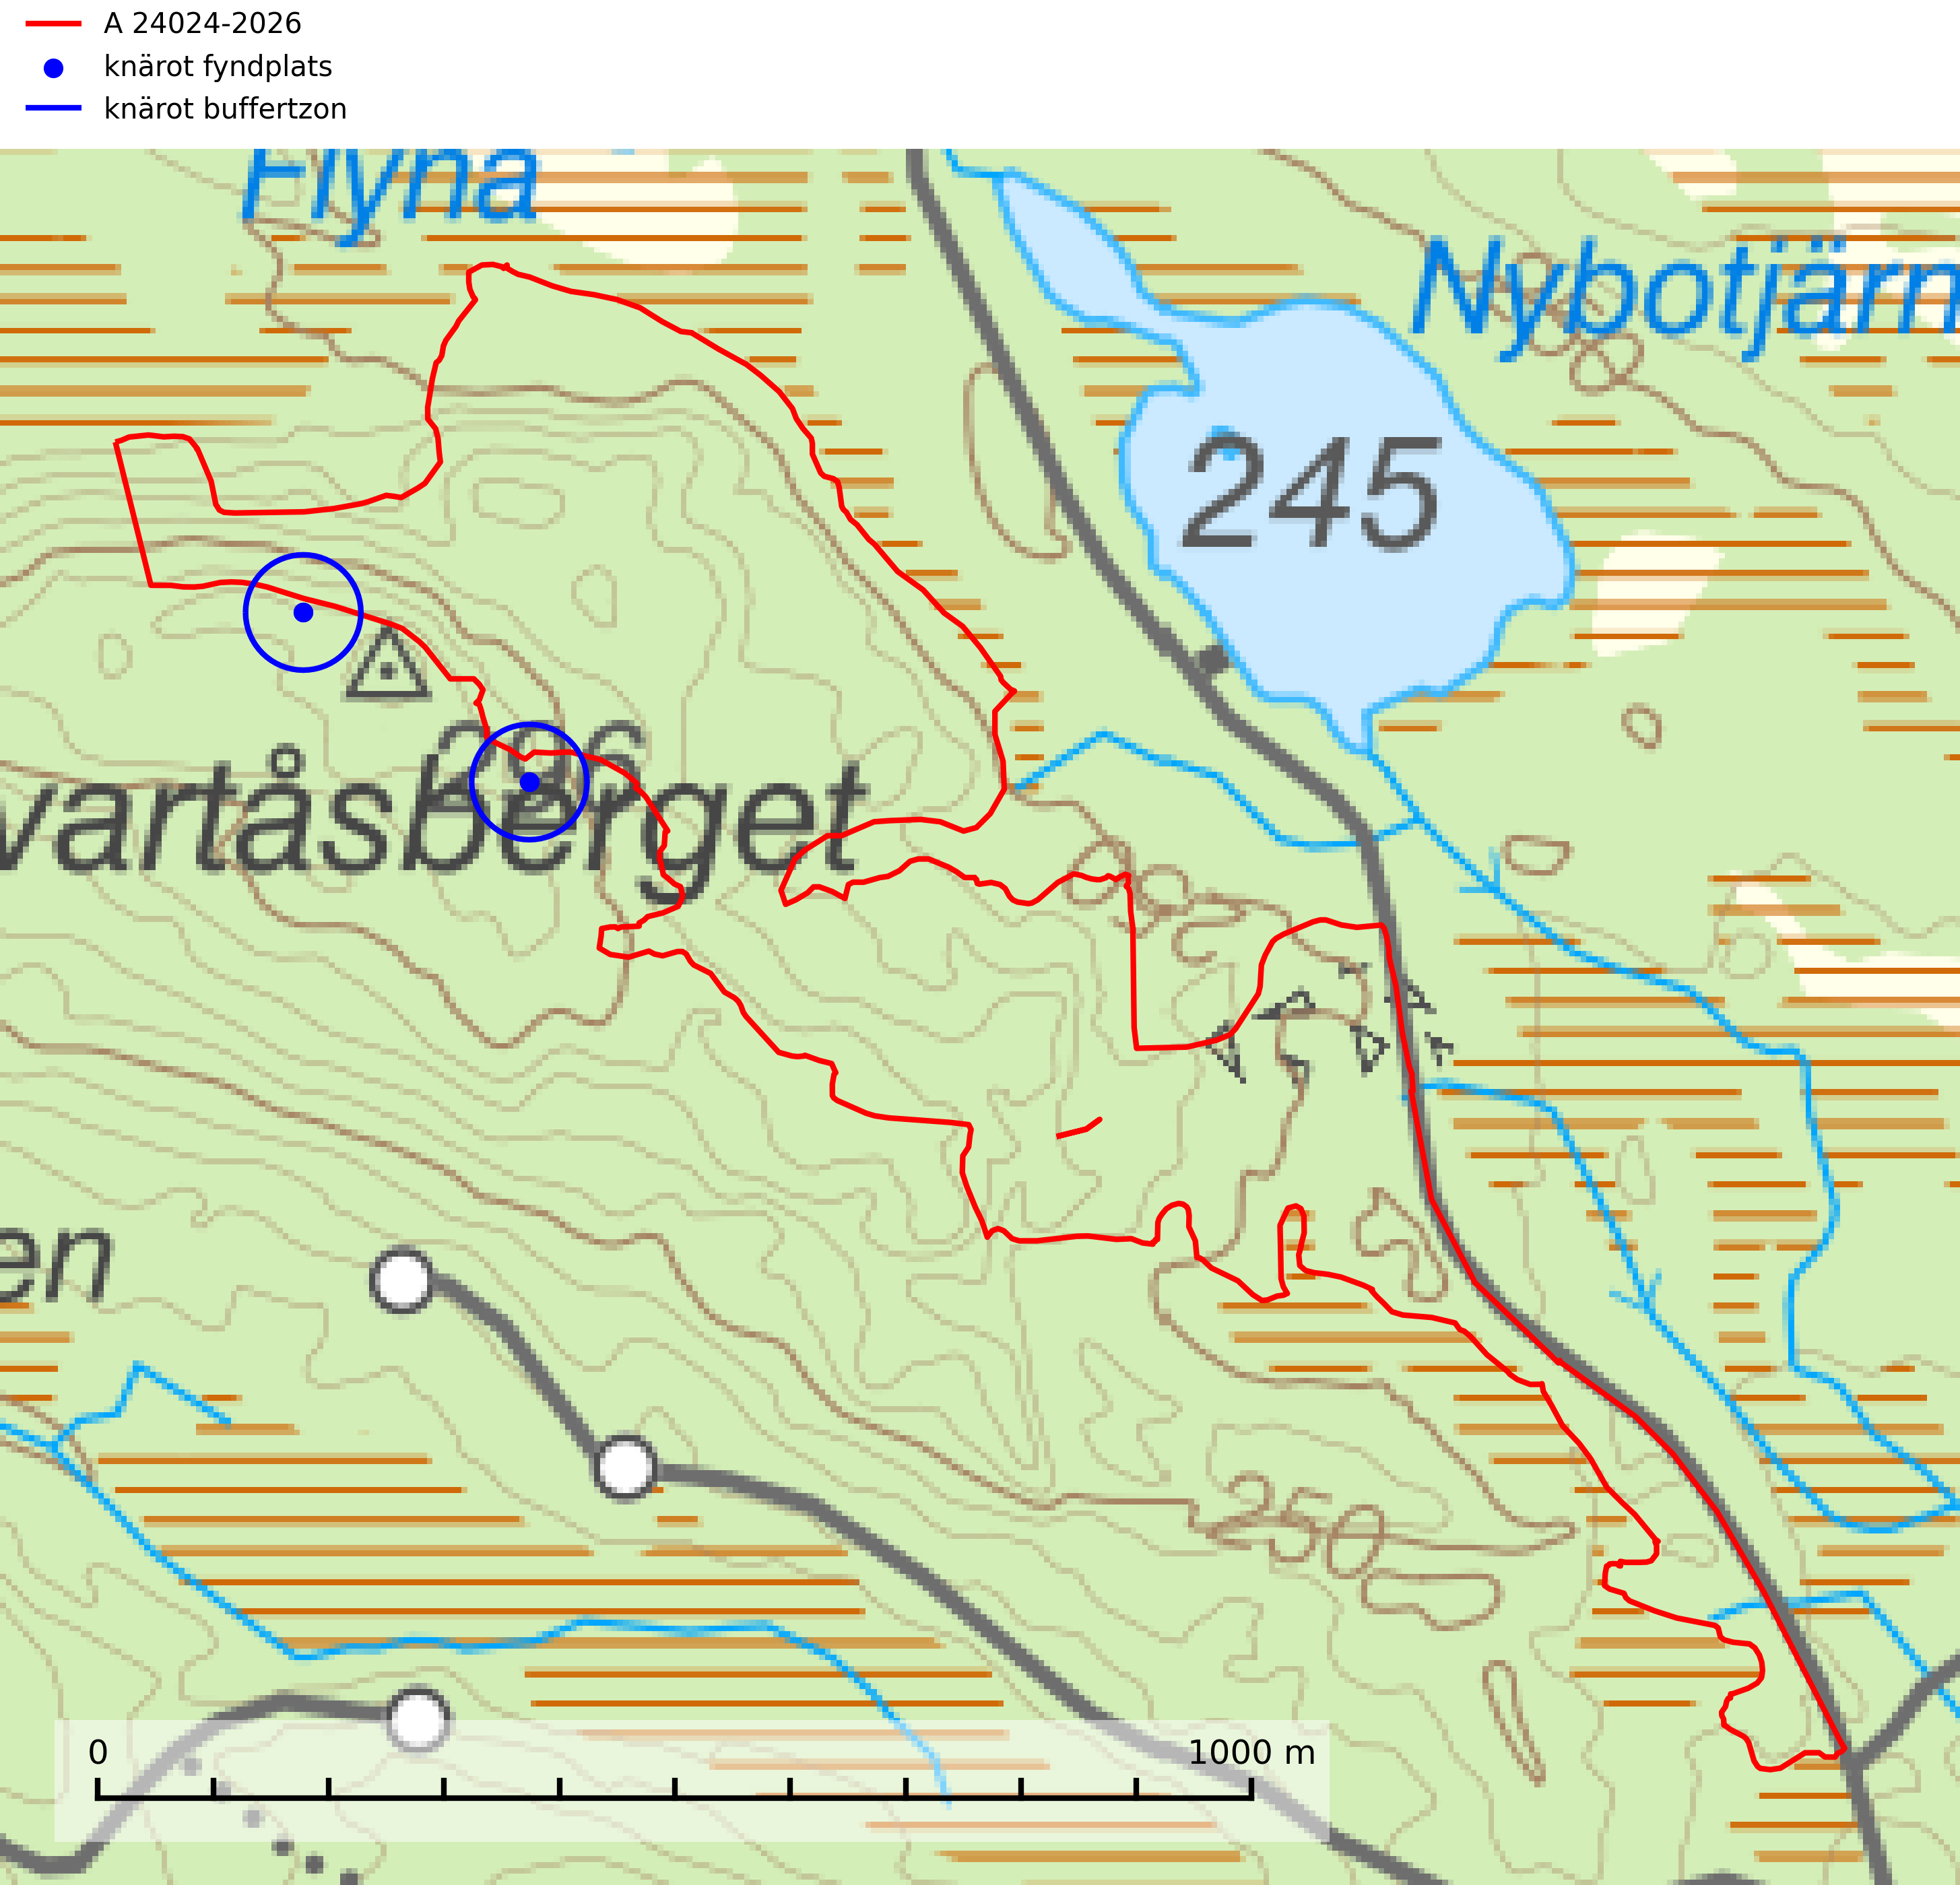 A 24024-2026
knärot fyndplats
knärot buffertzon
Flyna
Nybotjärn
245
vartåsberget
en
250
0 1000 m